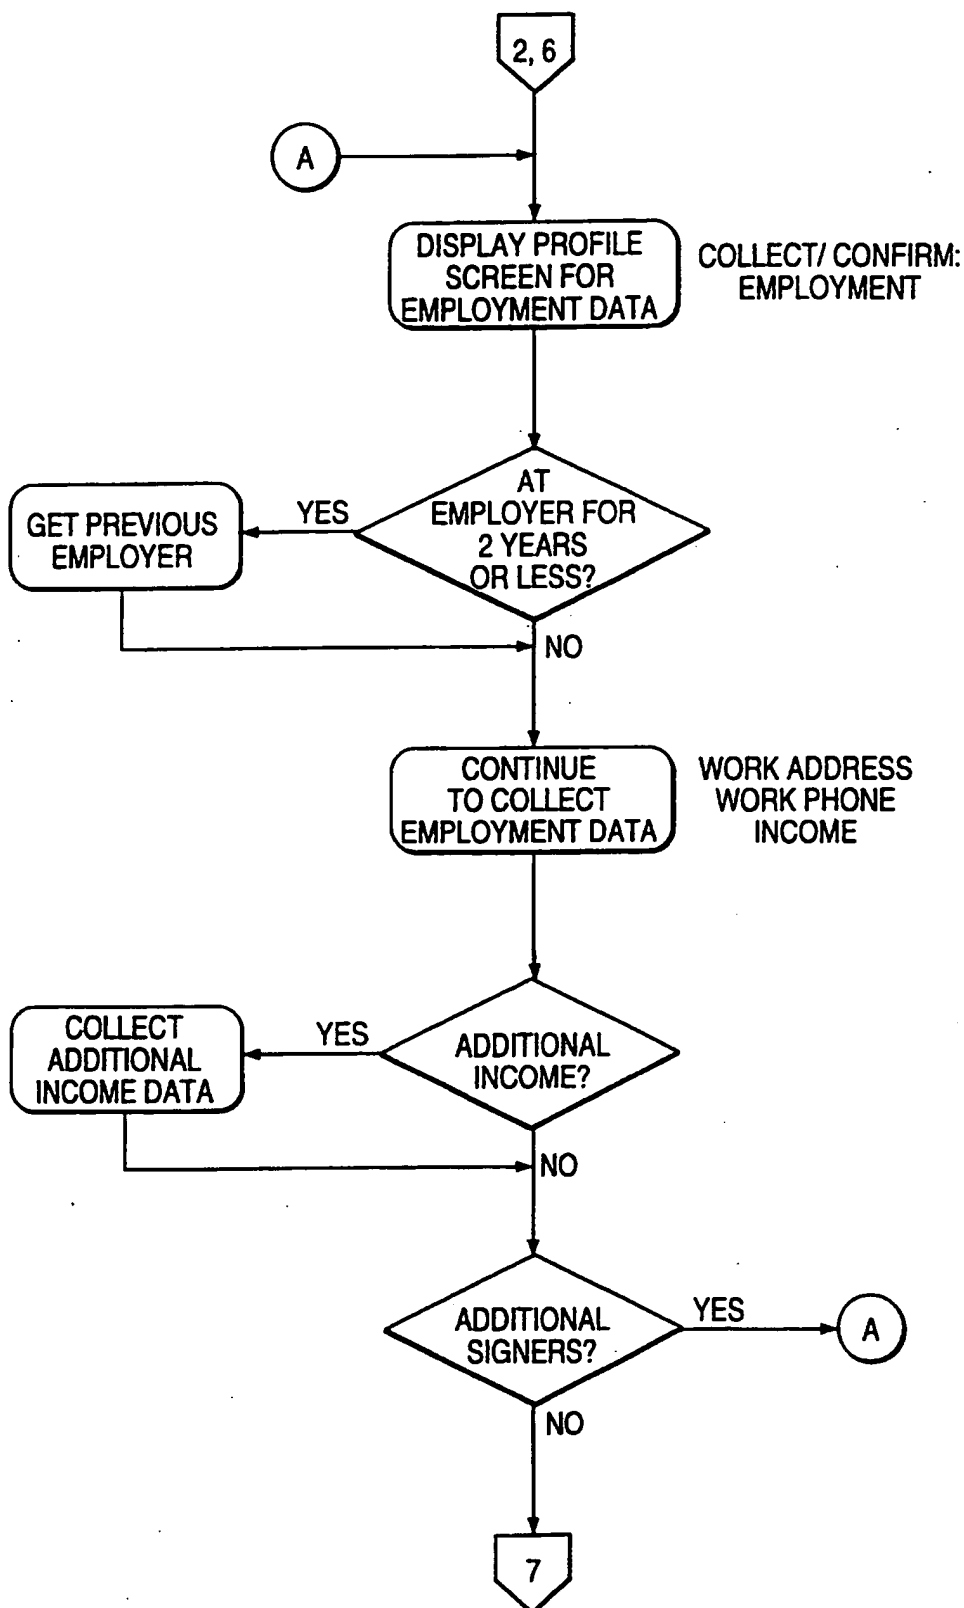 2, 6
A
DISPLAY PROFILE
SCREEN FOR
EMPLOYMENT DATA
COLLECT/ CONFIRM:
EMPLOYMENT
AT
EMPLOYER FOR
2 YEARS
OR LESS?
YES
GET PREVIOUS
EMPLOYER
NO
CONTINUE
TO COLLECT
EMPLOYMENT DATA
WORK ADDRESS
WORK PHONE
INCOME
ADDITIONAL
INCOME?
YES
COLLECT
ADDITIONAL
INCOME DATA
NO
ADDITIONAL
SIGNERS?
YES
A
NO
7